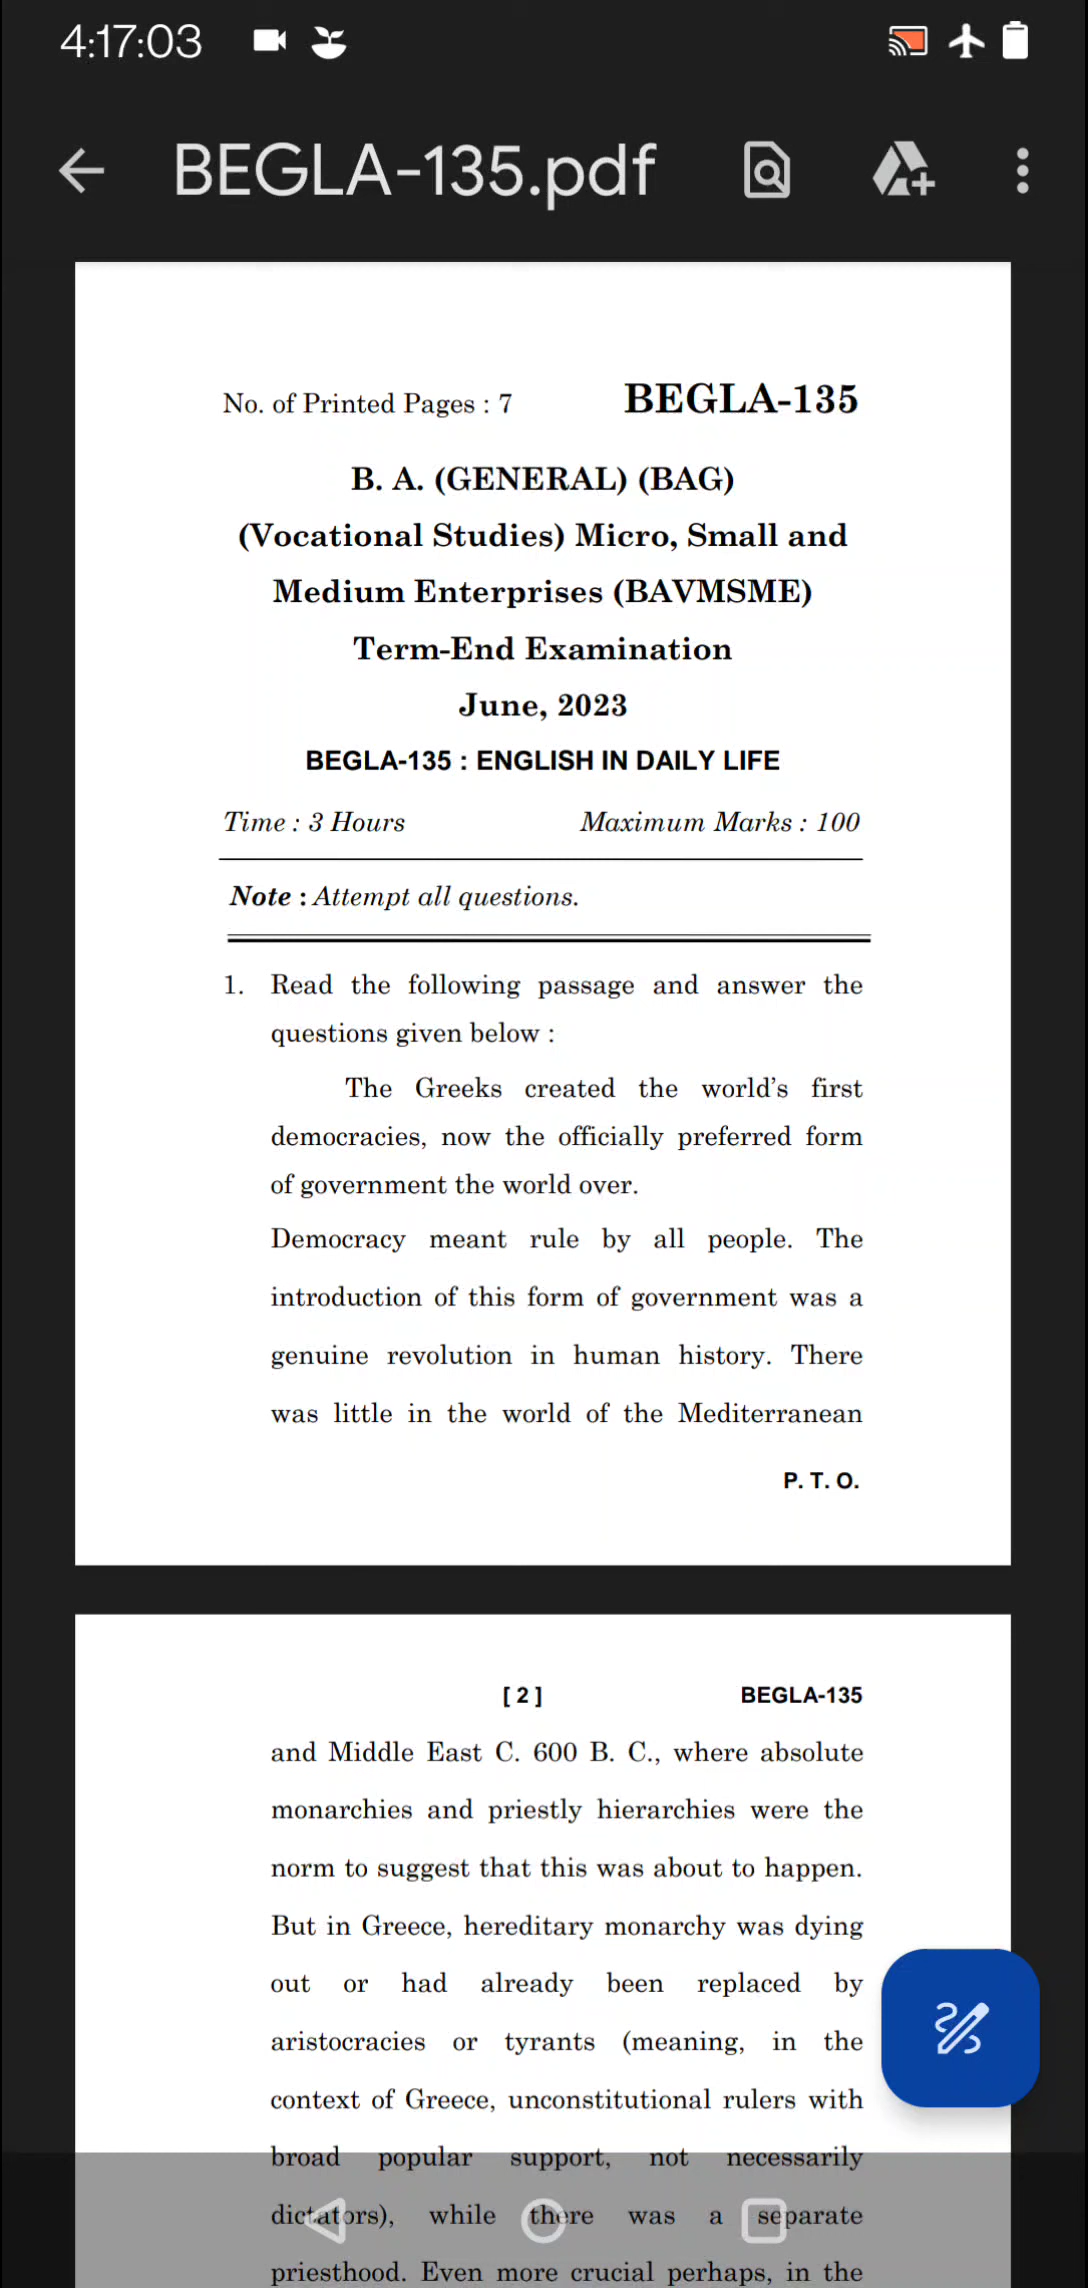 4:17:03
BEGLA-135.pdf
No. of Printed Pages : 7 BEGLA-135
B. A. (GENERAL) (BAG)
(Vocational Studies) Micro, Small and
Medium Enterprises (BAVMSME)
Term-End Examination
June, 2023
BEGLA-135 : ENGLISH IN DAILY LIFE
Time : 3 Hours Maximum Marks : 100
Note : Attempt all questions.
1. Read the following passage and answer the
questions given below :
The Greeks created the world’s first
democracies, now the officially preferred form
of government the world over.
Democracy meant rule by all people. The
introduction of this form of government was a
genuine revolution in human history. There
was little in the world of the Mediterranean
P. T. O.
[ 2 ] BEGLA-135
and Middle East C. 600 B. C., where absolute
monarchies and priestly hierarchies were the
norm to suggest that this was about to happen.
But in Greece, hereditary monarchy was dying
out or had already been replaced by
aristocracies or tyrants (meaning, in the
context of Greece, unconstitutional rulers with
broad popular support, not necessarily
dictators), while there was a separate
priesthood. Even more crucial perhaps, in the